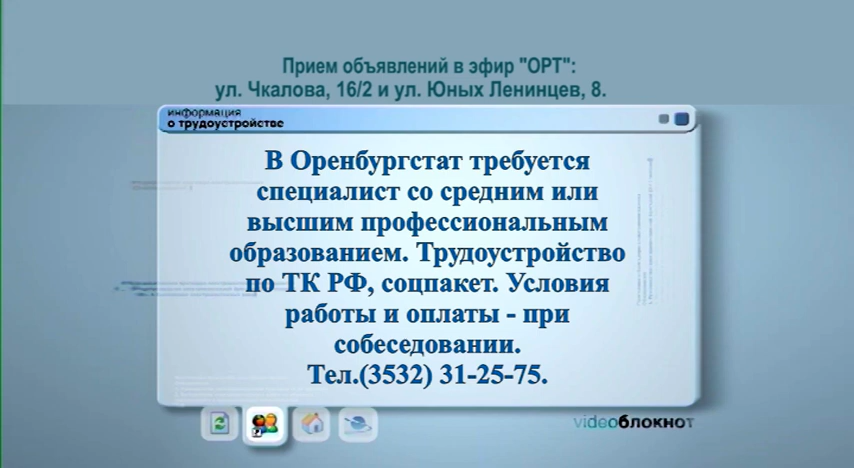 Прием объявлений в эфир "ОРТ":
ул. Чкалова, 16/2 и ул. Юных Ленинцев, 8.
информация
о трудоустройстве
В Оренбургстат требуется
специалист со средним или
высшим профессиональным
образованием. Трудоустройство
по ТК РФ, соцпакет. Условия
работы и оплаты - при
собеседовании.
Тел.(3532) 31-25-75.
videoблокнот